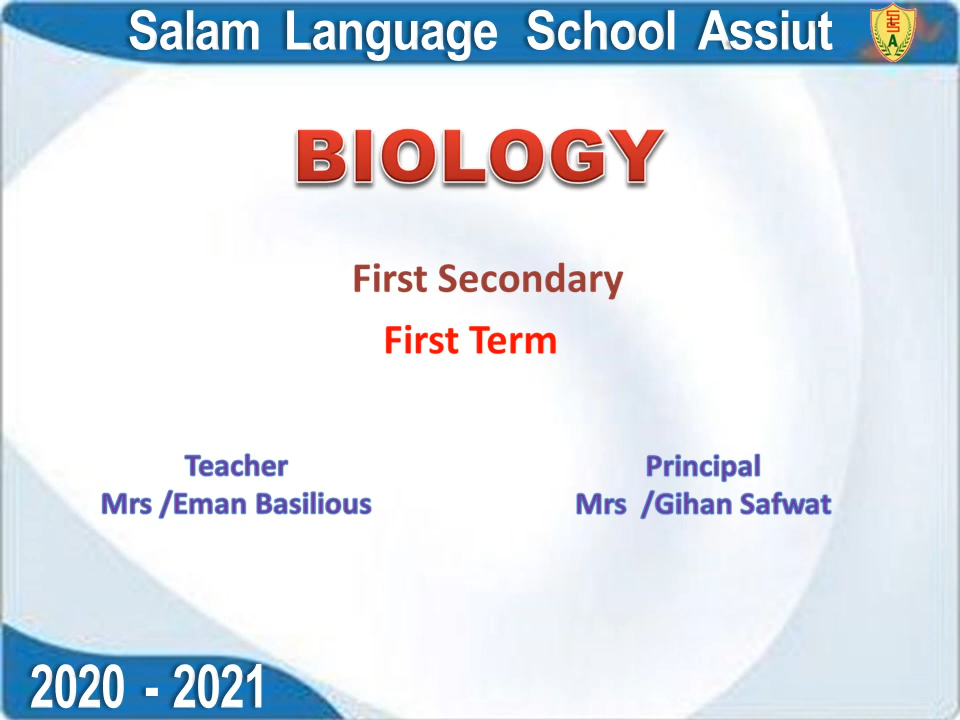 Salam Language School Assiut
BIOLOGY
First Secondary
First Term
Teacher
Mrs /Eman Basilious
Principal
Mrs /Gihan Safwat
2020 - 2021